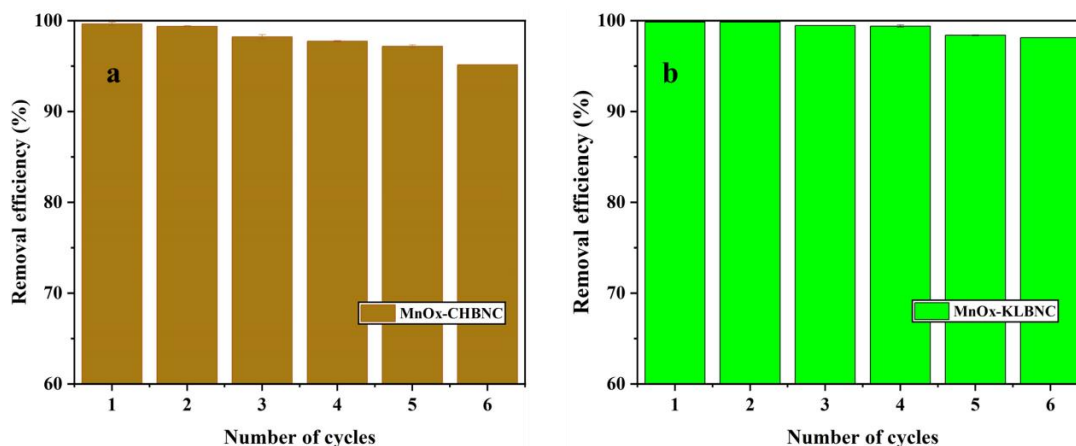 a
Removal efficiency (%)
100
90
80
70
60
1 2 3 4 5 6
Number of cycles
MnOx-CHBNC
b
Removal efficiency (%)
100
90
80
70
60
1 2 3 4 5 6
Number of cycles
MnOx-KLBNC